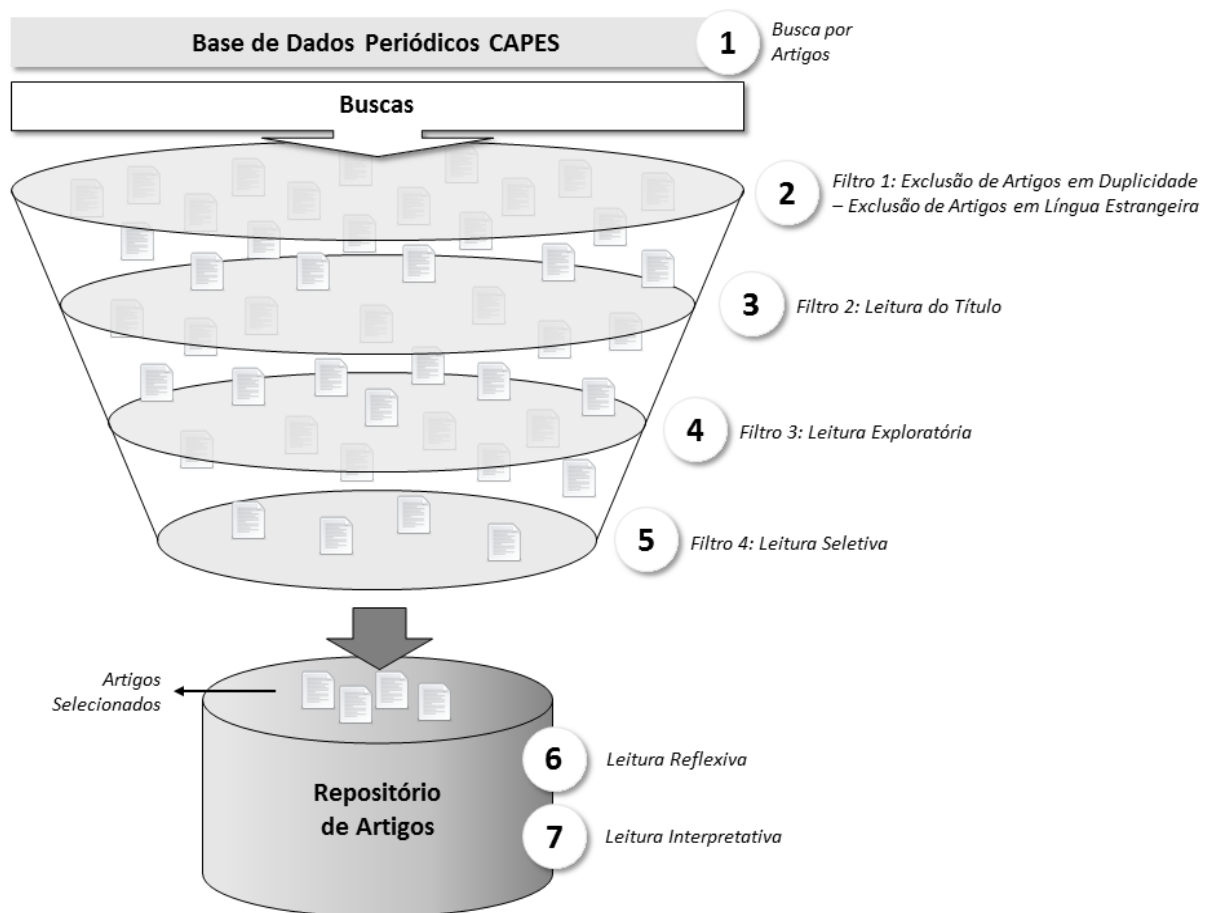 Base de Dados Periódicos CAPES
1
Busca por
Artigos
Buscas
2
Filtro 1: Exclusão de Artigos em Duplicidade
– Exclusão de Artigos em Língua Estrangeira
3
Filtro 2: Leitura do Título
4
Filtro 3: Leitura Exploratória
5
Filtro 4: Leitura Seletiva
Artigos
Selecionados
6
Leitura Reflexiva
Repositório
de Artigos
7
Leitura Interpretativa